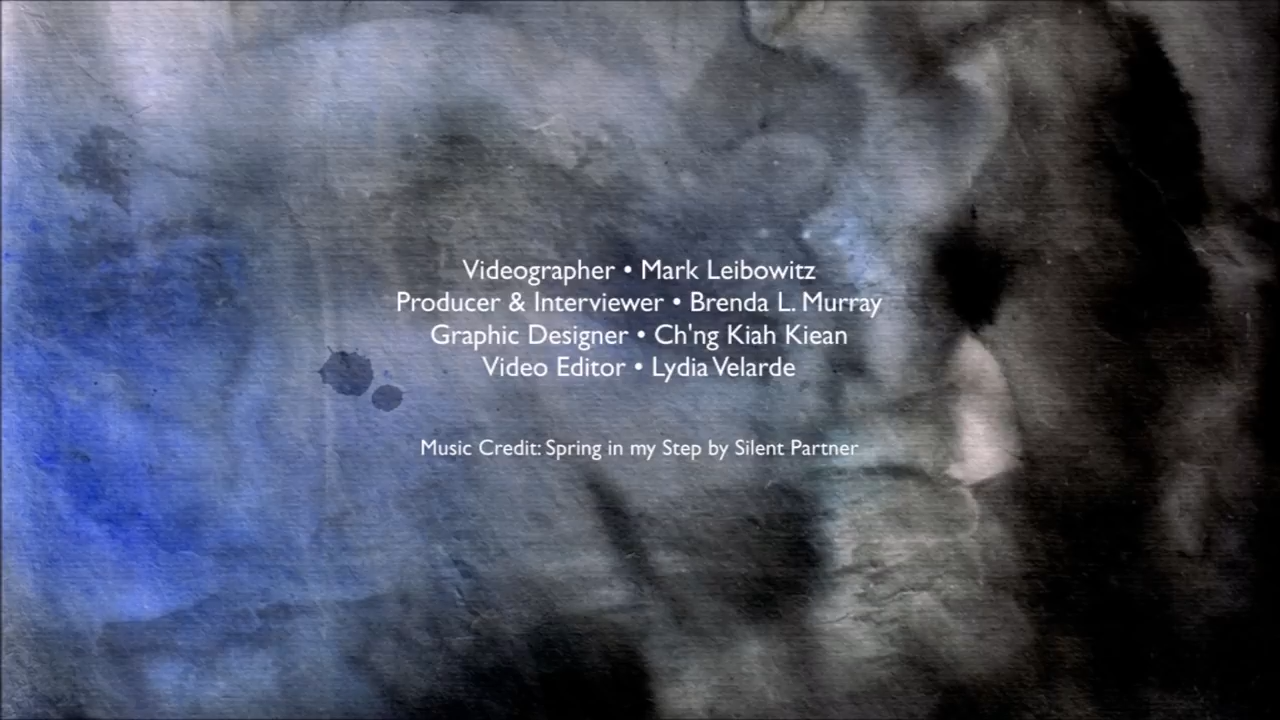 Videographer • Mark Leibowitz
Producer & Interviewer • Brenda L. Murray
Graphic Designer • Ch'ng Kiah Kiean
Video Editor • Lydia Velarde
Music Credit: Spring in my Step by Silent Partner